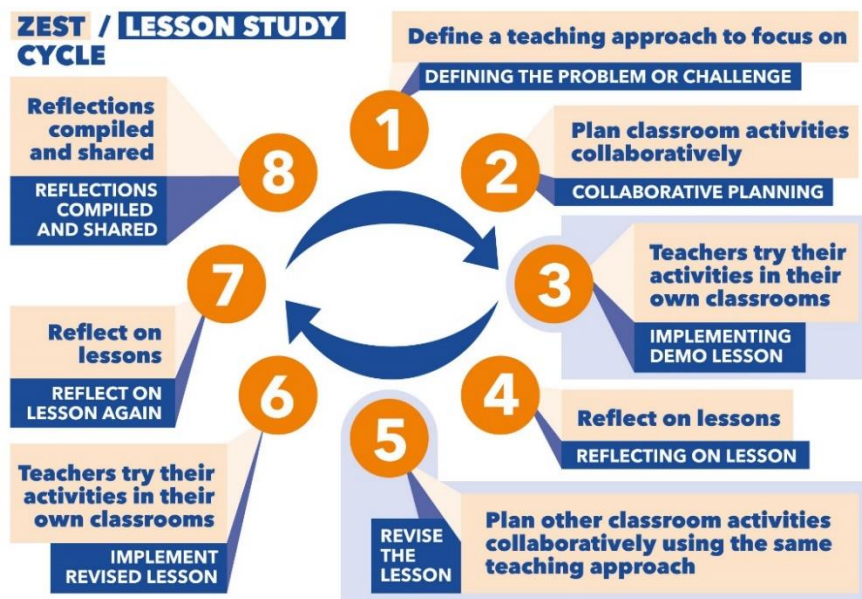 ZEST / LESSON STUDY
CYCLE
1
Define a teaching approach to focus on
DEFINING THE PROBLEM OR CHALLENGE
2
Plan classroom activities
collaboratively
COLLABORATIVE PLANNING
3
Teachers try their
activities in their
own classrooms
IMPLEMENTING
DEMO LESSON
4
Reflect on lessons
REFLECTING ON LESSON
5
REVISE
THE
LESSON
Plan other classroom activities
collaboratively using the same
teaching approach
6
Teachers try their
activities in their
own classrooms
IMPLEMENT
REVISED LESSON
7
Reflect on
lessons
REFLECT ON
LESSON AGAIN
8
Reflections
compiled
and shared
REFLECTIONS
COMPILED
AND SHARED